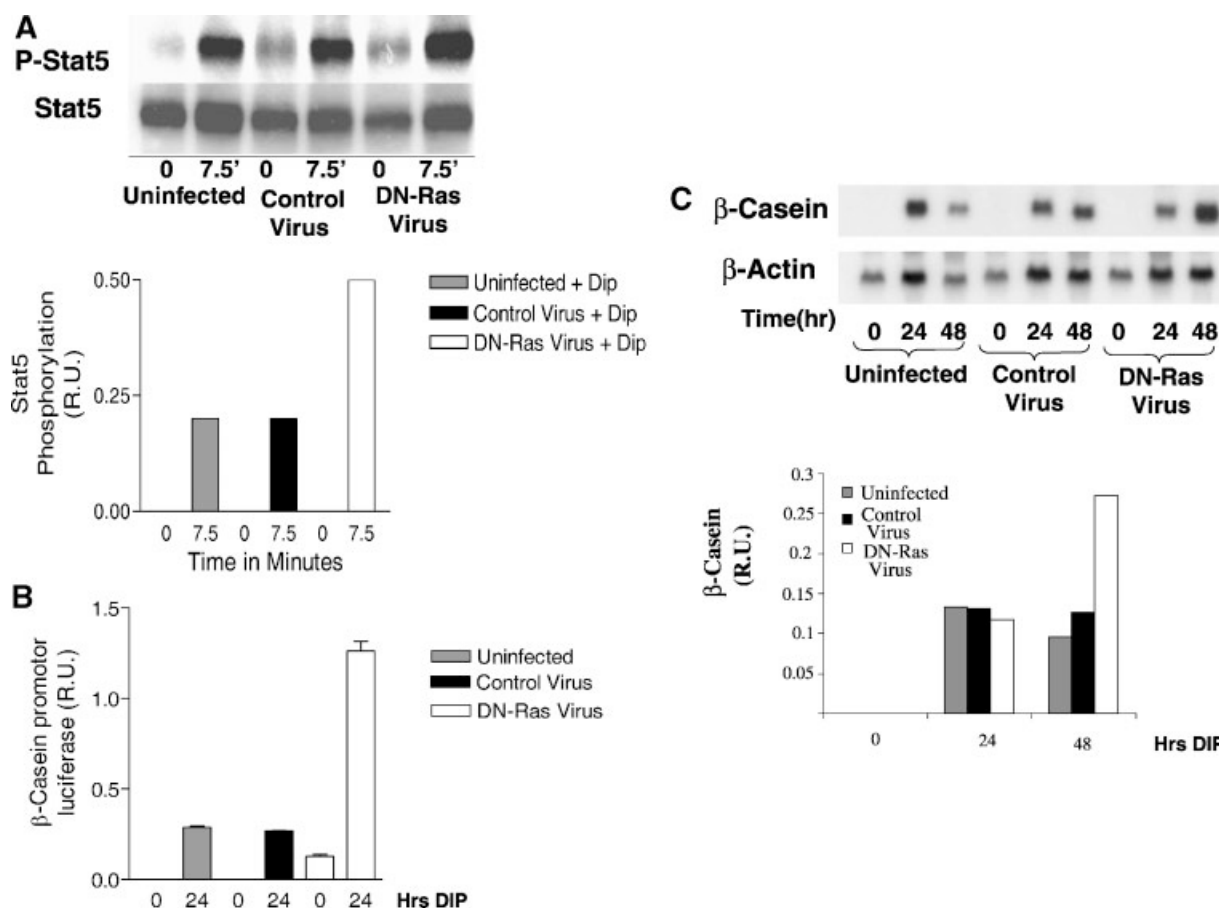 A
P-Stat5
Stat5
0 7.5' 0 7.5' 0 7.5'
Uninfected Control Virus DN-Ras Virus
Stat5 Phosphorylation (R.U.)
0.50
0.25
0.00
0 7.5 0 7.5 0 7.5
Time in Minutes
Uninfected + Dip
Control Virus + Dip
DN-Ras Virus + Dip
B
β-Casein promotor luciferase (R.U.)
1.5
1.0
0.5
0.0
0 24 0 24 0 24 Hrs DIP
Uninfected
Control Virus
DN-Ras Virus
C
β-Casein
β-Actin
Time(hr) 0 24 48 0 24 48 0 24 48
Uninfected Control Virus DN-Ras Virus
β-Casein (R.U.)
0.3
0.25
0.2
0.15
0.1
0.05
Uninfected
Control Virus
DN-Ras Virus
0 24 48 Hrs DIP